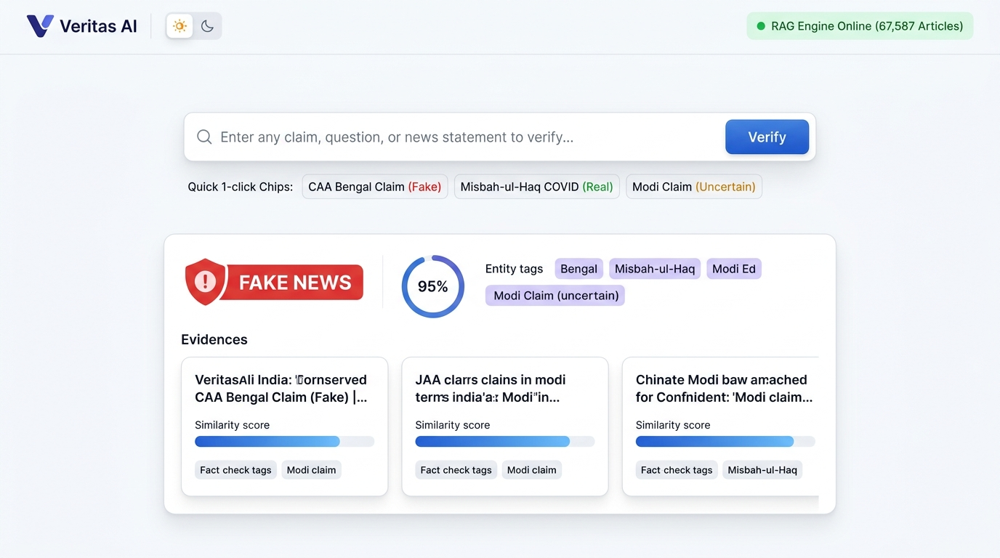 Veritas AI
RAG Engine Online (67,587 Articles)
Enter any claim, question, or news statement to verify...
Verify
Quick 1-click Chips: CAA Bengal Claim (Fake) Misbah-ul-Haq COVID (Real) Modi Claim (Uncertain)
FAKE NEWS
95%
Entity tags Bengal Misbah-ul-Haq Modi Ed
Modi Claim (uncertain)
Evidences
VeritasAli India:
CAA Bengal Claim (Fake) |...
Similarity score
Fact check tags Modi claim
JAA clams clains in modi
terms Modi"in...
Similarity score
Fact check tags Modi claim
Chinate Modi baw amached
for Confnident: 'Modi claim...
Similarity score
Fact check tags Misbah-ul-Haq